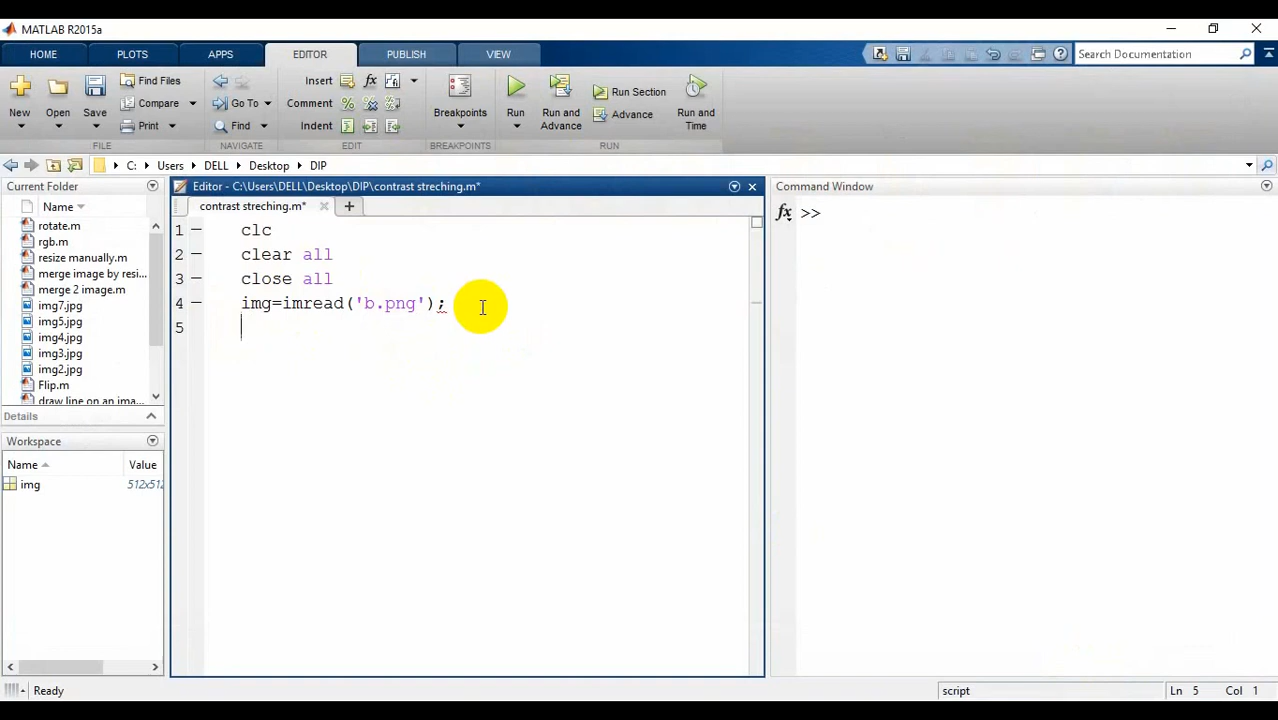 MATLAB R2015a
HOME PLOTS APPS EDITOR PUBLISH VIEW Search Documentation
New Open Save Find Files Compare Print Go To Find Insert fx Comment Indent Breakpoints Run Run and Advance Run Section Advance Run and Time
FILE NAVIGATE EDIT BREAKPOINTS RUN
C: Users DELL Desktop DIP
Current Folder
Name
rotate.m
rgb.m
resize manually.m
merge image by resi...
merge 2 image.m
img7.jpg
img5.jpg
img4.jpg
img3.jpg
img2.jpg
Flip.m
draw line on an ima...
Details
Workspace
Name Value
img 512x512
Editor - C:\Users\DELL\Desktop\DIP\contrast streching.m*
contrast streching.m*
1 clc
2 clear all
3 close all
4 img=imread('b.png');
5
Command Window
fx >>
Ready script Ln 5 Col 1